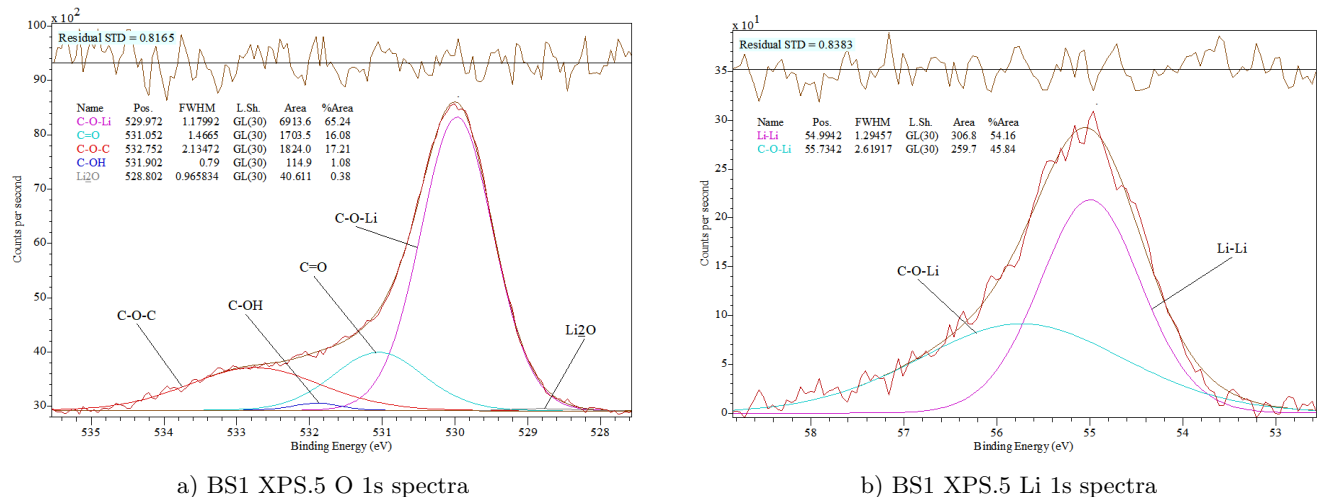 x 10^2
Residual STD = 0.8165
Name Pos. FWHM L.Sh. Area %Area
C-O-Li 529.972 1.17992 GL(30) 6913.6 65.24
C=O 531.052 1.4665 GL(30) 1703.5 16.08
C-O-C 532.752 2.13472 GL(30) 1824.0 17.21
C-OH 531.902 0.79 GL(30) 114.9 1.08
Li2O 528.802 0.965834 GL(30) 40.611 0.38
100
90
80
70
60
50
40
30
Counts per second
C-O-Li
C=O
C-OH
C-O-C
Li2O
535 534 533 532 531 530 529 528
Binding Energy (eV)
a) BS1 XPS.5 O 1s spectra
x 10^1
Residual STD = 0.8383
Name Pos. FWHM L.Sh. Area %Area
Li-Li 54.9942 1.29457 GL(30) 306.8 54.16
C-O-Li 55.7342 2.61917 GL(30) 259.7 45.84
35
30
25
20
15
10
5
0
Counts per second
C-O-Li
Li-Li
58 57 56 55 54 53
Binding Energy (eV)
b) BS1 XPS.5 Li 1s spectra